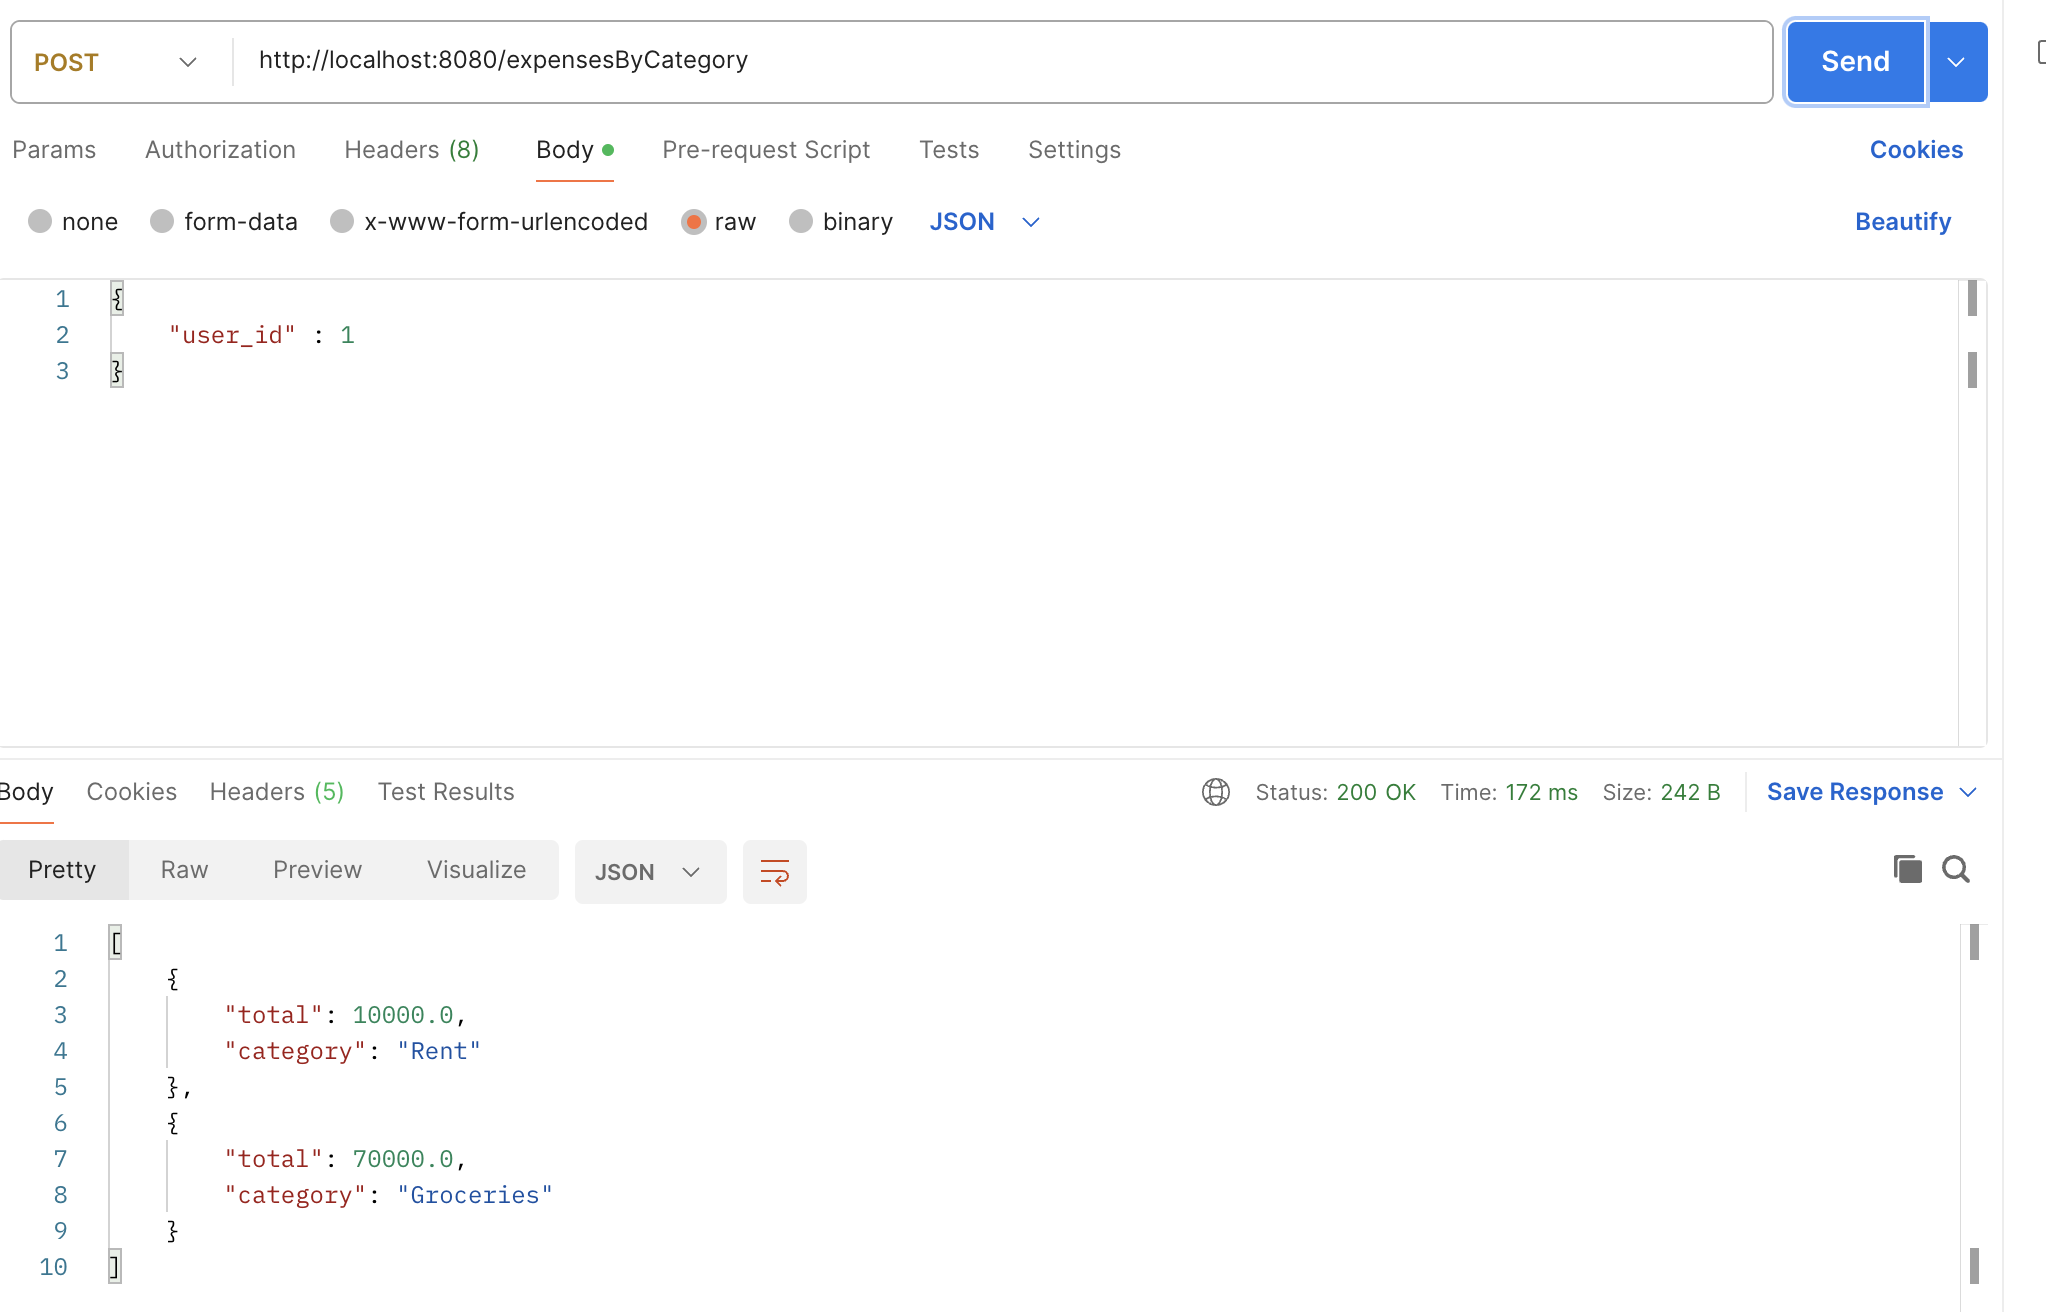 POST http://localhost:8080/expensesByCategory Send
Params Authorization Headers (8) Body Pre-request Script Tests Settings Cookies
none form-data x-www-form-urlencoded raw binary JSON Beautify
1 {
2 "user_id" : 1
3 }
Body Cookies Headers (5) Test Results Status: 200 OK Time: 172 ms Size: 242 B Save Response
Pretty Raw Preview Visualize JSON
1 [
2 {
3 "total": 10000.0,
4 "category": "Rent"
5 },
6 {
7 "total": 70000.0,
8 "category": "Groceries"
9 }
10 ]